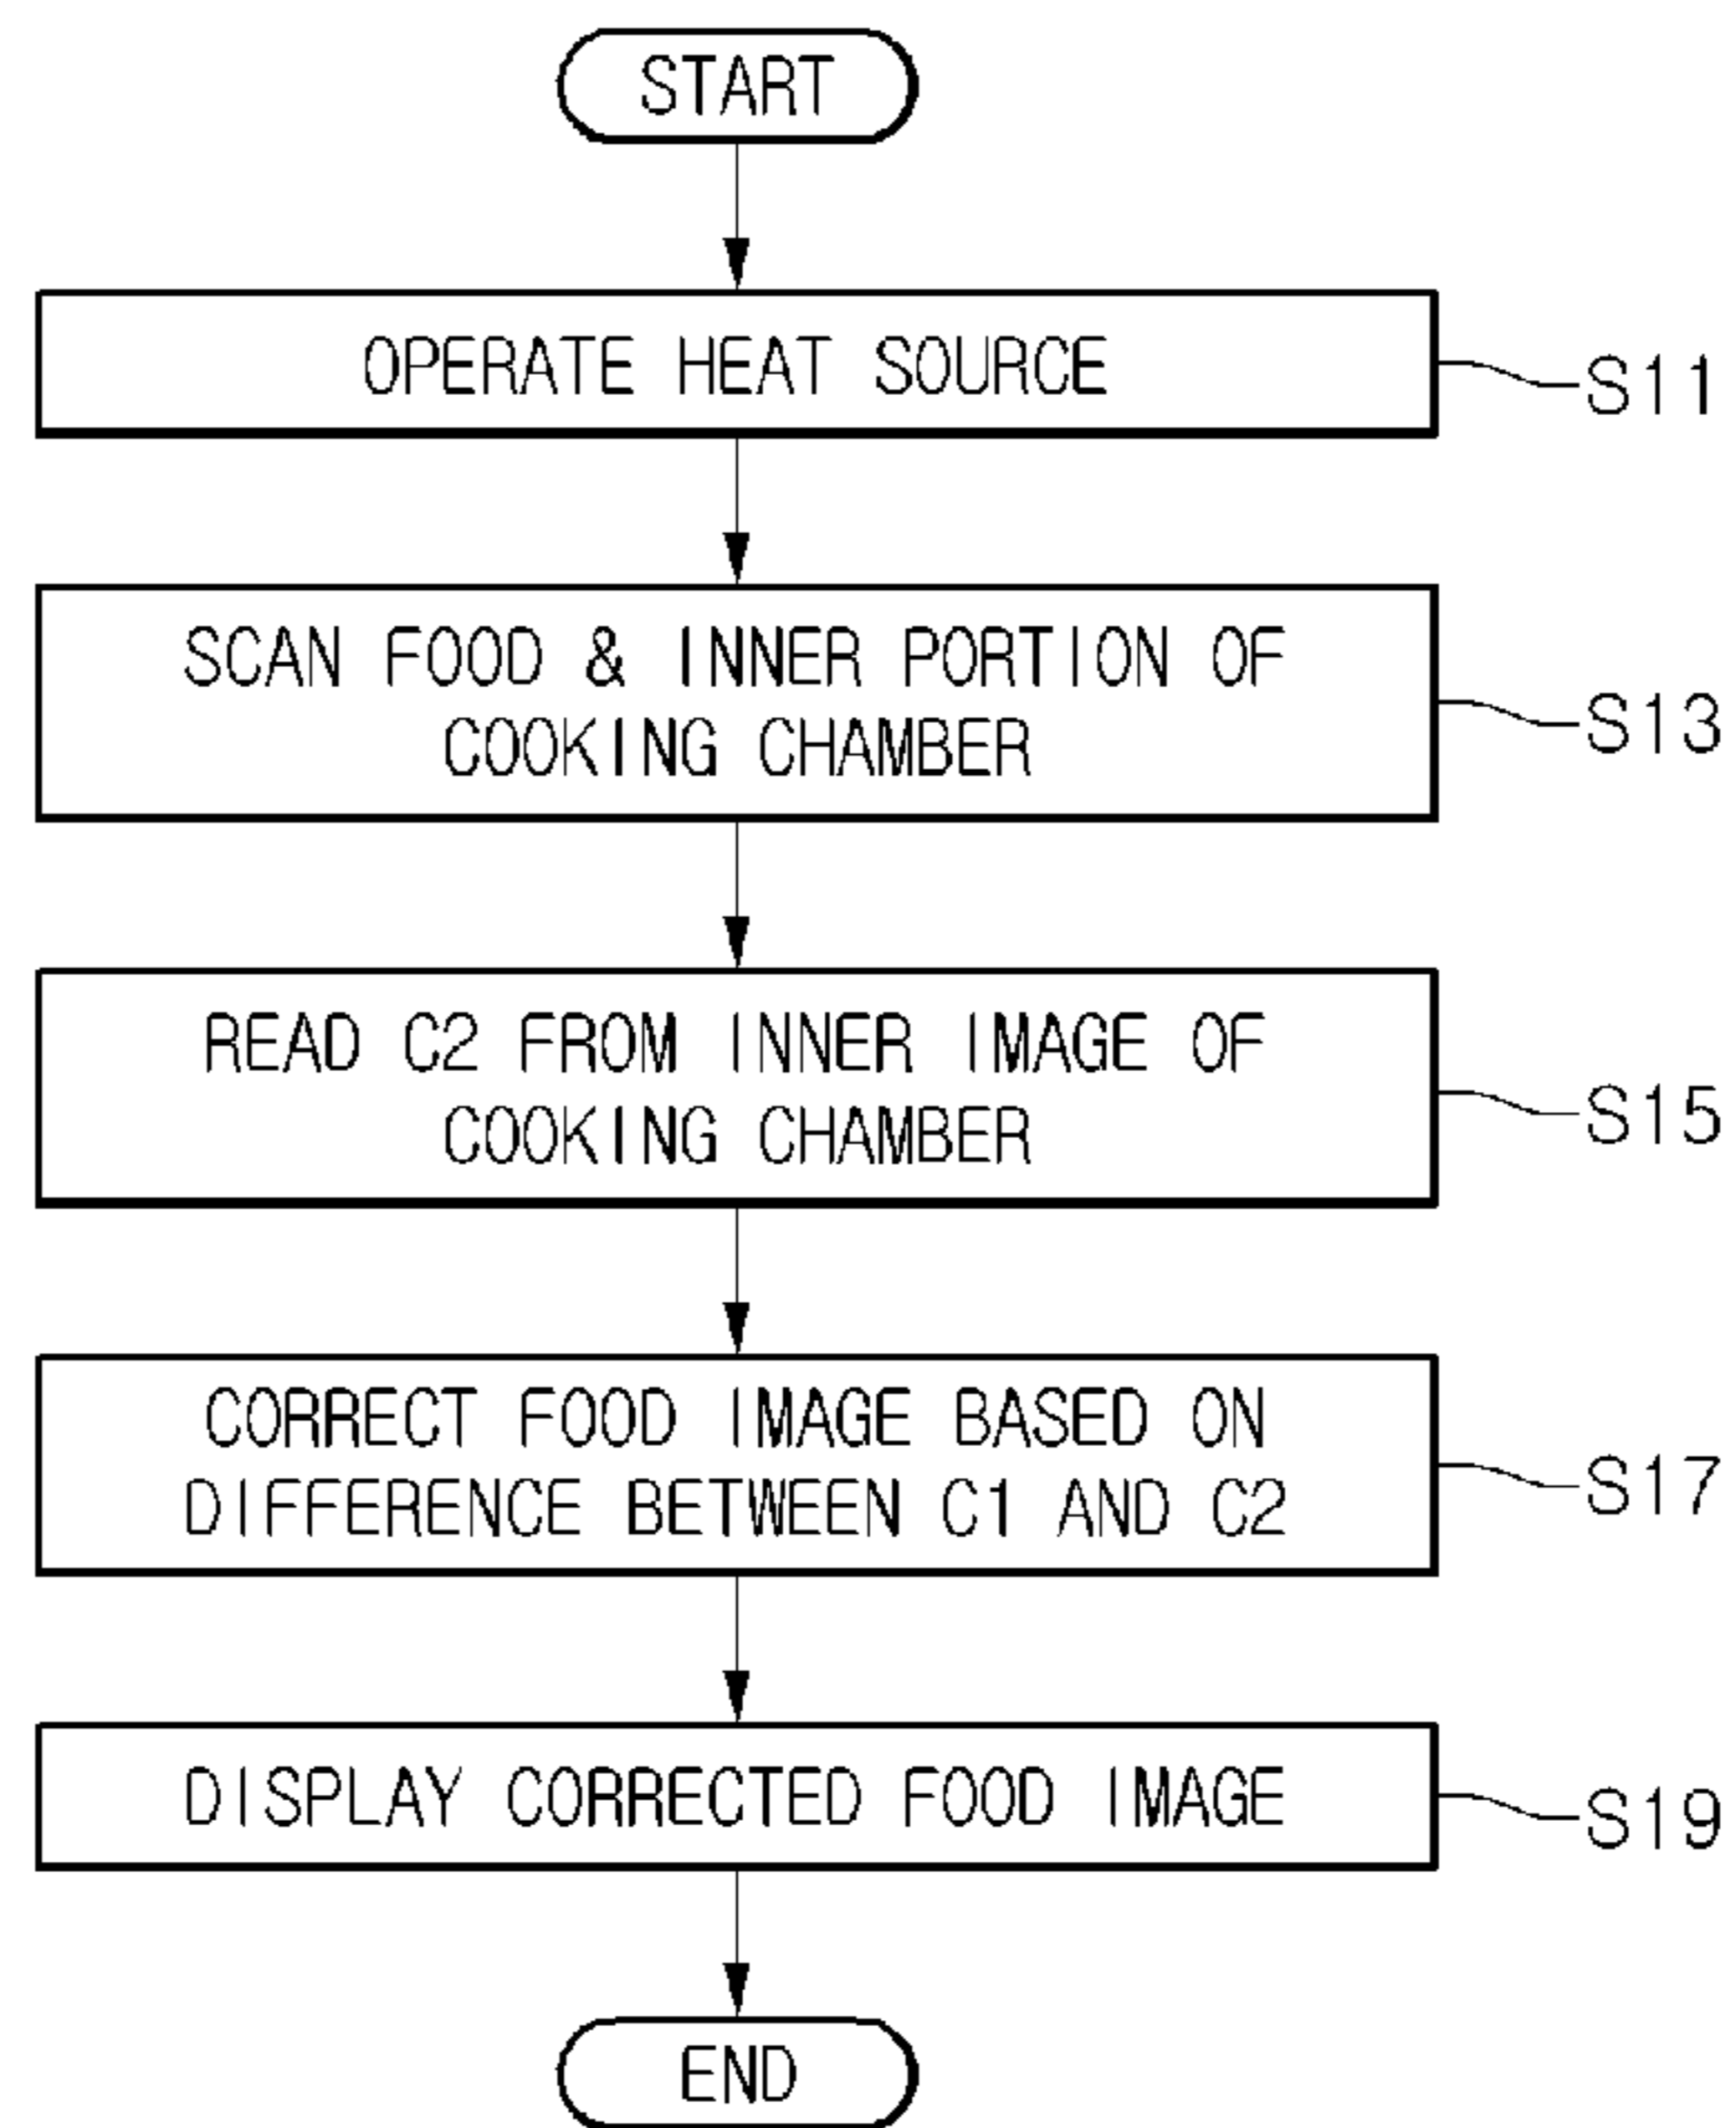 START
OPERATE HEAT SOURCE
S11
SCAN FOOD & INNER PORTION OF
COOKING CHAMBER
S13
READ C2 FROM INNER IMAGE OF
COOKING CHAMBER
S15
CORRECT FOOD IMAGE BASED ON
DIFFERENCE BETWEEN C1 AND C2
S17
DISPLAY CORRECTED FOOD IMAGE
S19
END